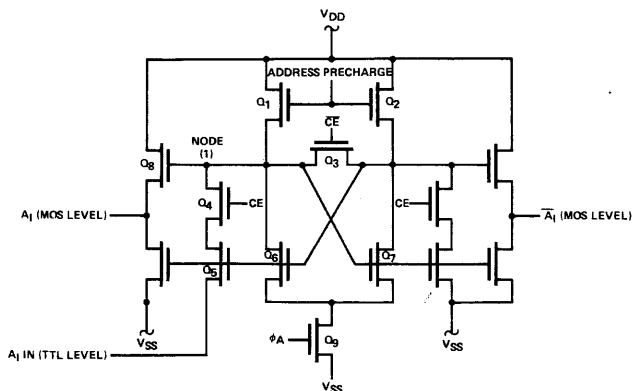 VDD
ADDRESS PRECHARGE
Q1
Q2
CE
NODE
(1)
Q8
Q3
Q4
CE
CE
AI (MOS LEVEL)
AI (MOS LEVEL)
Q5
Q6
Q7
VSS
ΦA
Q9
VSS
AI IN (TTL LEVEL)
VSS